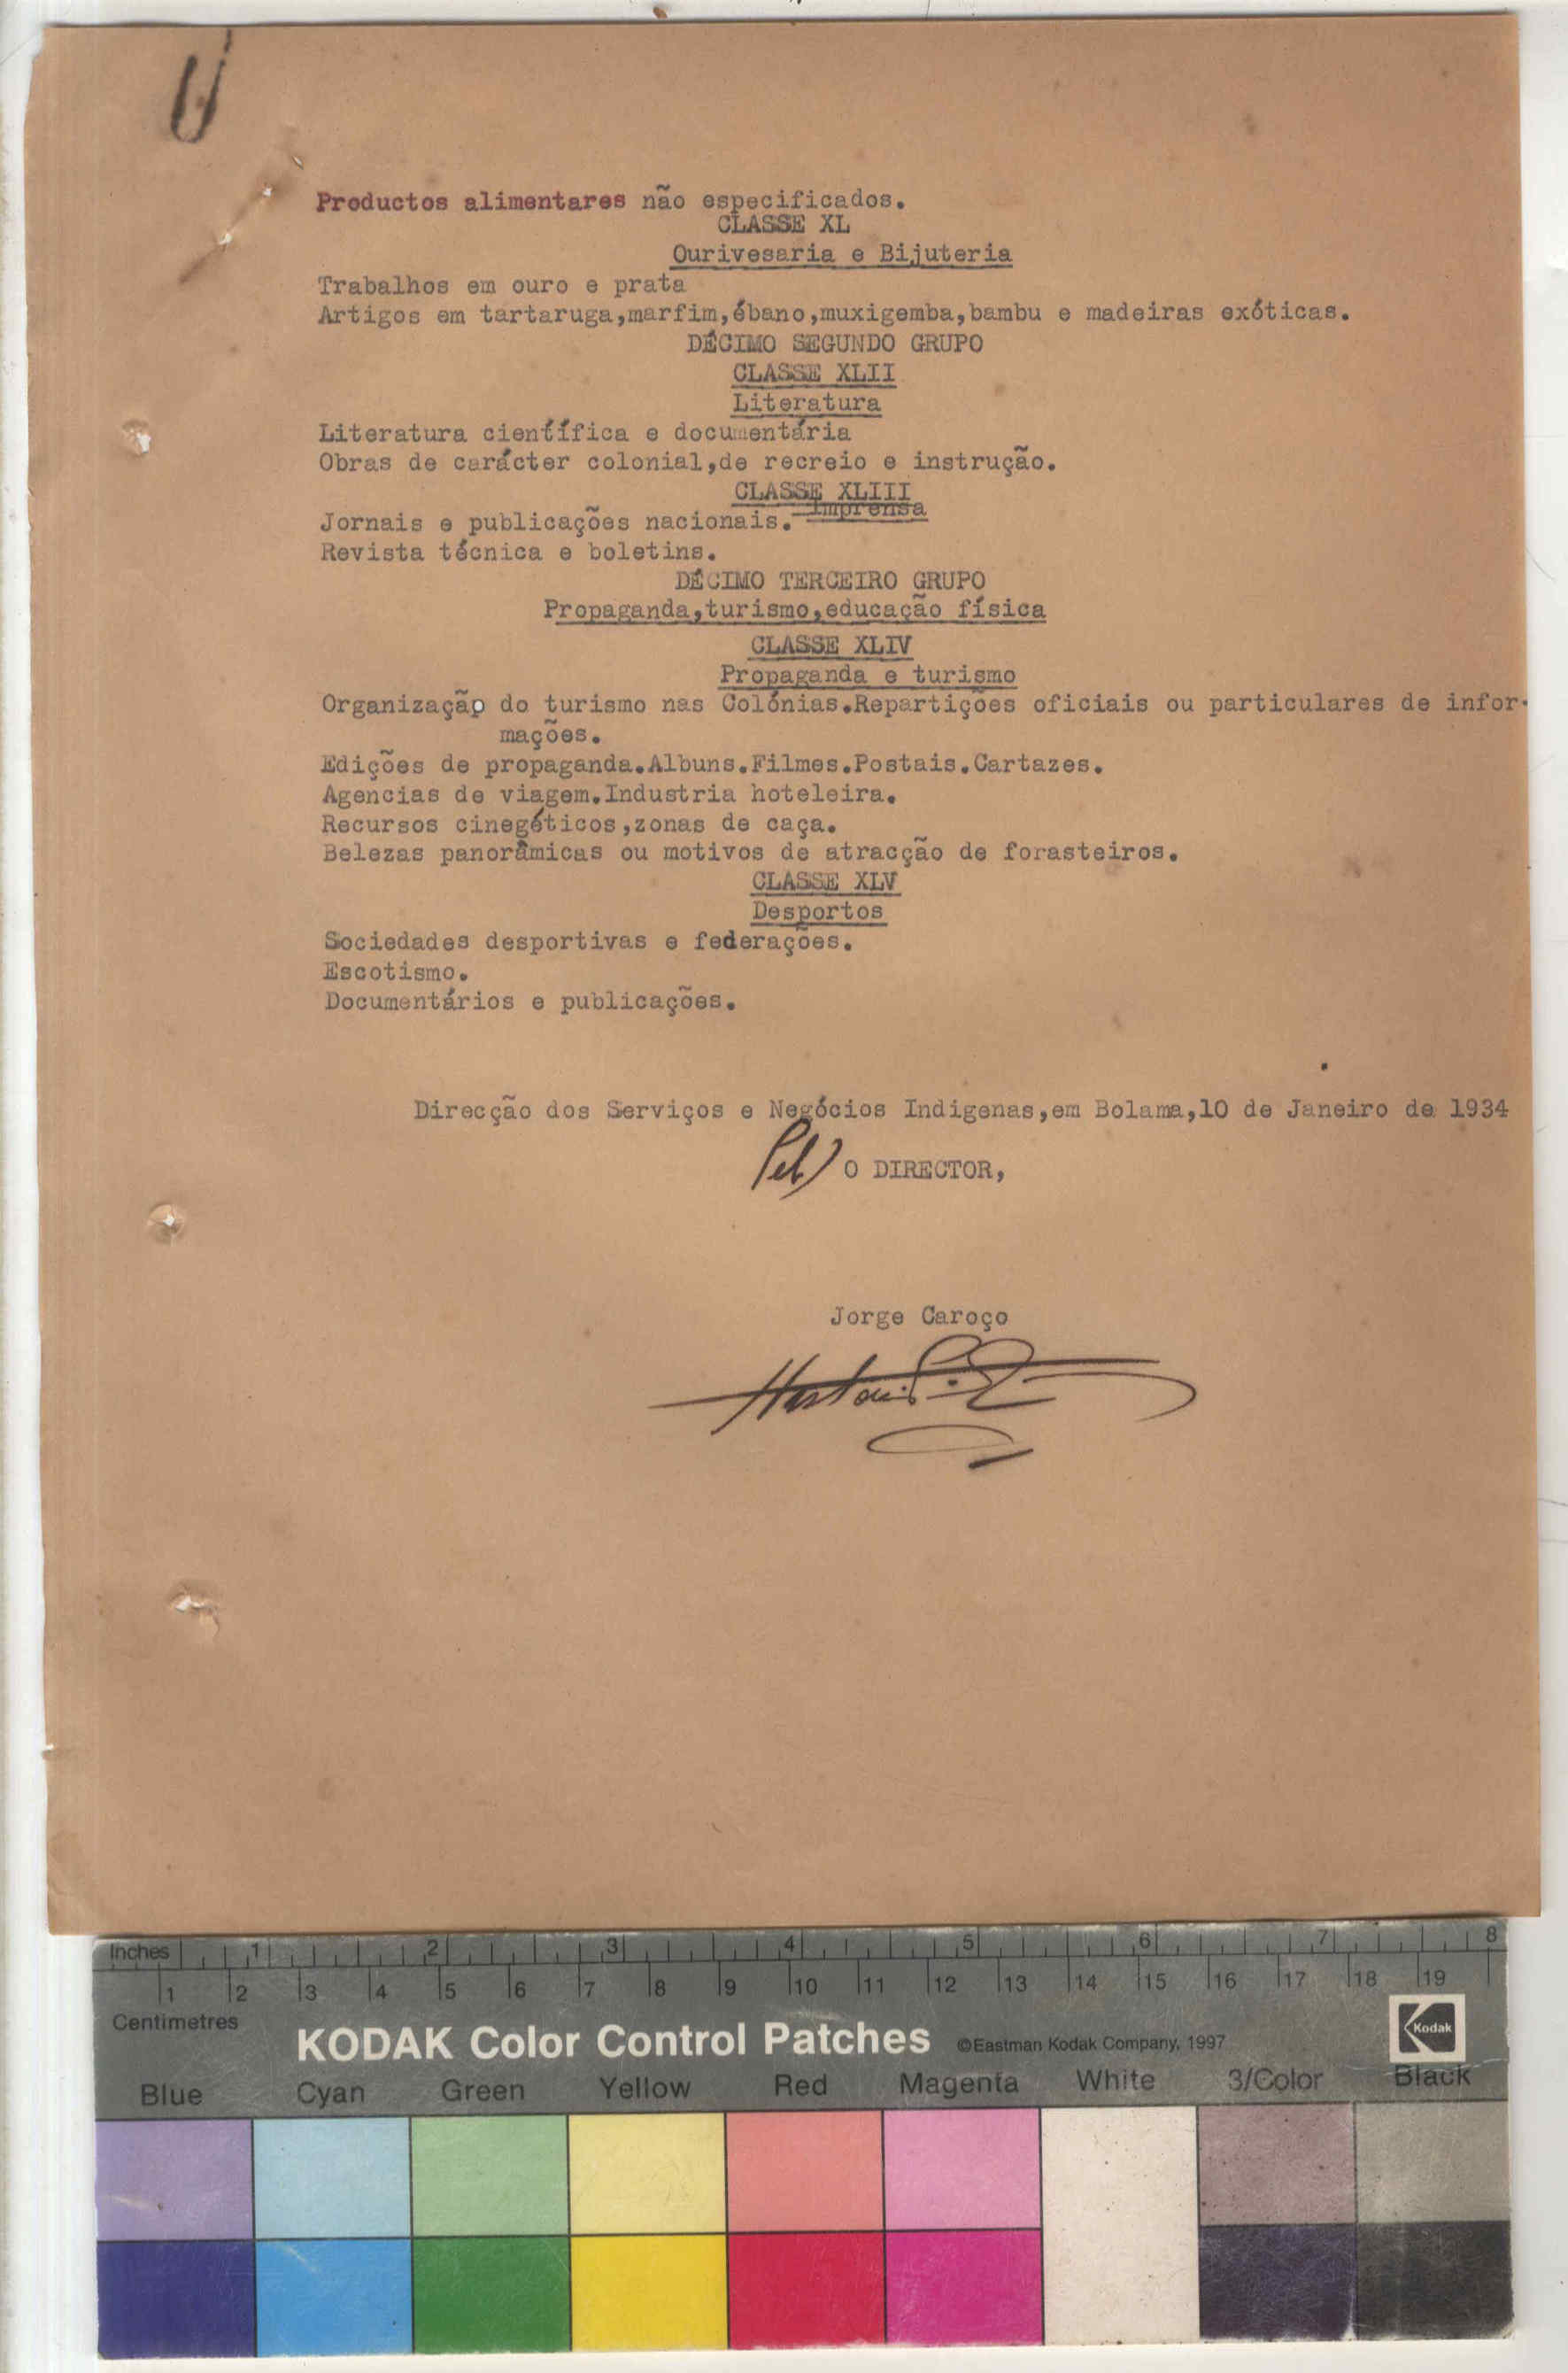 Productos alimentares não especificados.
CLASSE XL
Ourivesaria e Bijuteria
Trabalhos em ouro e prata
Artigos em tartaruga,marfim,ébano,muxigemba,bambu e madeiras exóticas.
DÉCIMO SEGUNDO GRUPO
CLASSE XLII
Literatura
Literatura científica e documentária
Obras de carácter colonial,de recreio e instrução.
CLASSE XLIII
Imprensa
Jornais e publicações nacionais.
Revista técnica e boletins.
DÉCIMO TERCEIRO GRUPO
Propaganda,turismo,educação física
CLASSE XLIV
Propaganda e turismo
Organização do turismo nas Colónias.Repartições oficiais ou particulares de infor-
mações.
Edições de propaganda.Albuns.Filmes.Postais.Cartazes.
Agencias de viagem.Industria hoteleira.
Recursos cinegéticos,zonas de caça.
Belezas panorâmicas ou motivos de atracção de forasteiros.
CLASSE XLV
Desportos
Sociedades desportivas e federações.
Escotismo.
Documentários e publicações.
Direcção dos Serviços e Negócios Indigenas,em Bolama,10 de Janeiro de 1934
O DIRECTOR,
Jorge Caroço
Inches 1 2 3 4 5 6 7 8
1 2 3 4 5 6 7 8 9 10 11 12 13 14 15 16 17 18 19
Centimetres
KODAK Color Control Patches ©Eastman Kodak Company, 1997 Kodak
Blue Cyan Green Yellow Red Magenta White 3/Color Black